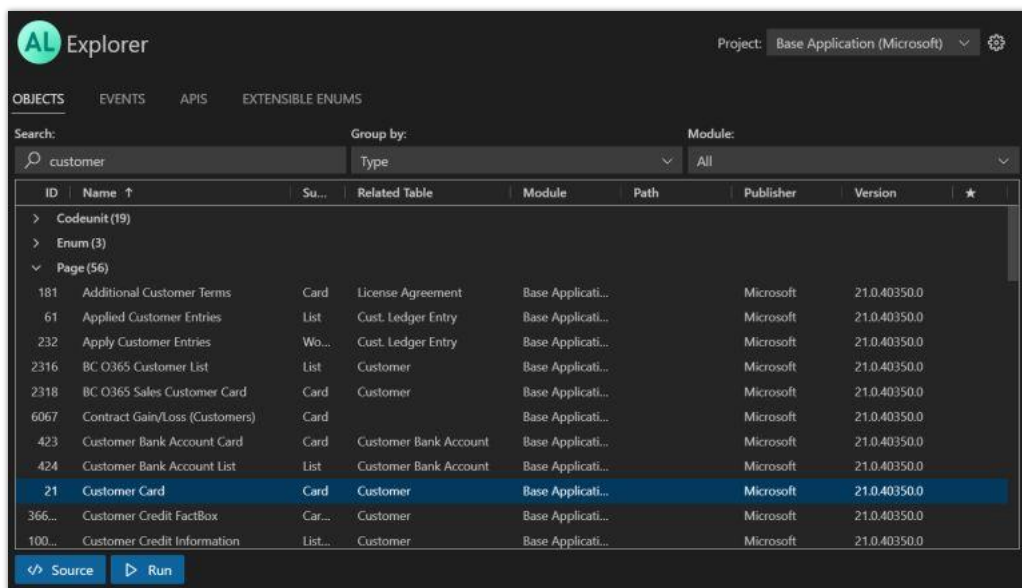 AL Explorer
Project: Base Application (Microsoft)
OBJECTS EVENTS APIS EXTENSIBLE ENUMS
Search: Group by: Module:
customer Type All
ID Name ↑ Su... Related Table Module Path Publisher Version ★
Codeunit (19)
Enum (3)
Page (56)
181 Additional Customer Terms Card License Agreement Base Applicati... Microsoft 21.0.40350.0
61 Applied Customer Entries List Cust. Ledger Entry Base Applicati... Microsoft 21.0.40350.0
232 Apply Customer Entries Wo... Cust. Ledger Entry Base Applicati... Microsoft 21.0.40350.0
2316 BC O365 Customer List List Customer Base Applicati... Microsoft 21.0.40350.0
2318 BC O365 Sales Customer Card Card Customer Base Applicati... Microsoft 21.0.40350.0
6067 Contract Gain/Loss (Customers) Card Base Applicati... Microsoft 21.0.40350.0
423 Customer Bank Account Card Card Customer Bank Account Base Applicati... Microsoft 21.0.40350.0
424 Customer Bank Account List List Customer Bank Account Base Applicati... Microsoft 21.0.40350.0
21 Customer Card Card Customer Base Applicati... Microsoft 21.0.40350.0
366... Customer Credit FactBox Car... Customer Base Applicati... Microsoft 21.0.40350.0
100... Customer Credit Information List... Customer Base Applicati... Microsoft 21.0.40350.0
</> Source Run